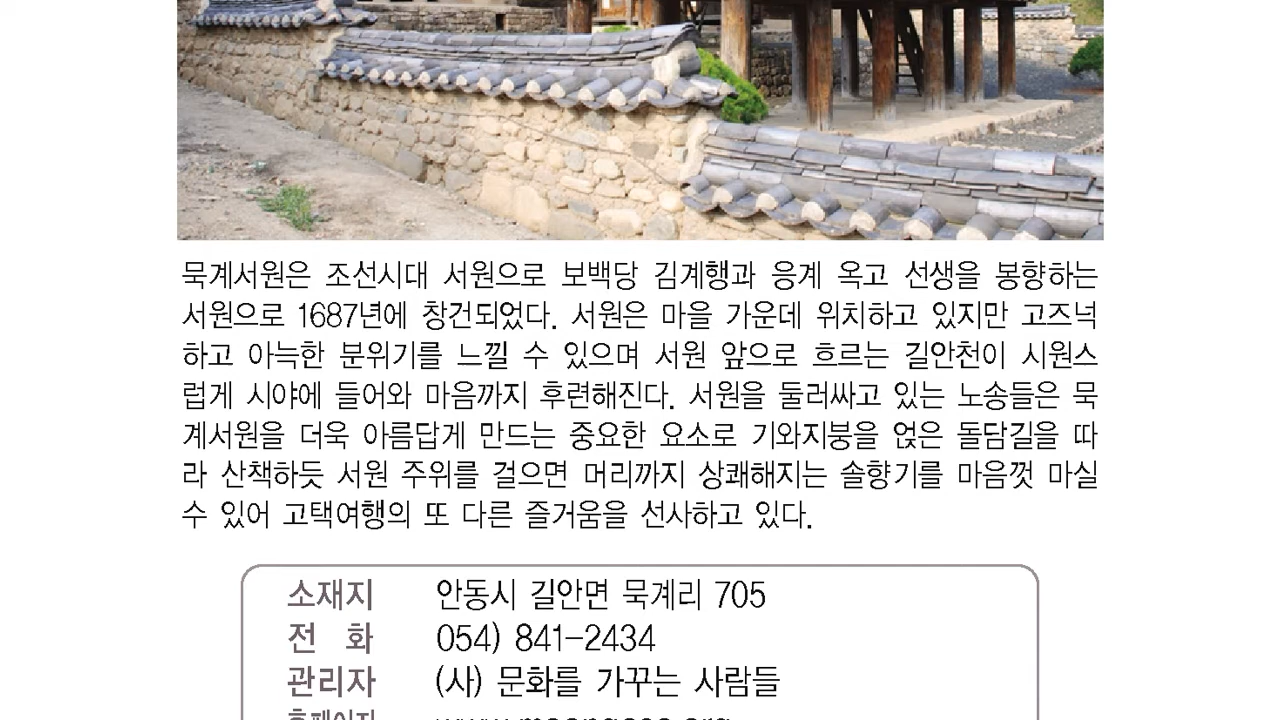 묵계서원은 조선시대 서원으로 보백당 김계행과 응계 옥고 선생을 봉향하는
서원으로 1687년에 창건되었다. 서원은 마을 가운데 위치하고 있지만 고즈넉
하고 아늑한 분위기를 느낄 수 있으며 서원 앞으로 흐르는 길안천이 시원스
럽게 시야에 들어와 마음까지 후련해진다. 서원을 둘러싸고 있는 노송들은 묵
계서원을 더욱 아름답게 만드는 중요한 요소로 기와지붕을 얹은 돌담길을 따
라 산책하듯 서원 주위를 걸으면 머리까지 상쾌해지는 솔향기를 마음껏 마실
수 있어 고택여행의 또 다른 즐거움을 선사하고 있다.
소재지 안동시 길안면 묵계리 705
전 화 054) 841-2434
관리자 (사) 문화를 가꾸는 사람들
홈페이지